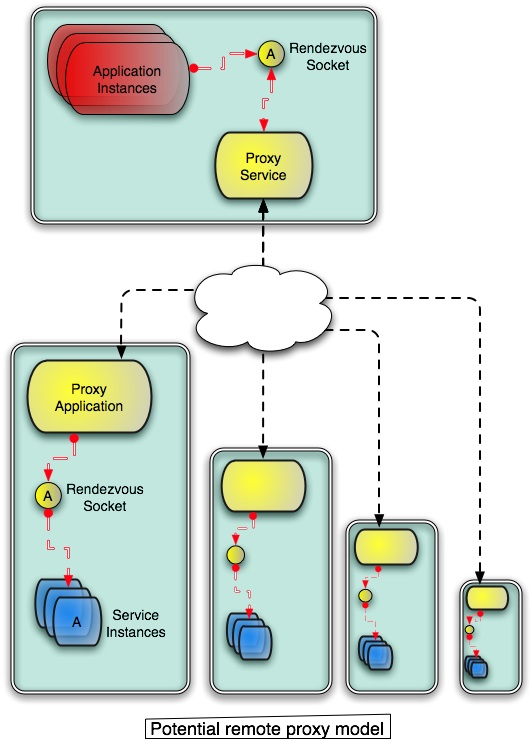 Application
Instances
A
Rendezvous
Socket
Proxy
Service
Proxy
Application
A
Rendezvous
Socket
A
Service
Instances
Potential remote proxy model